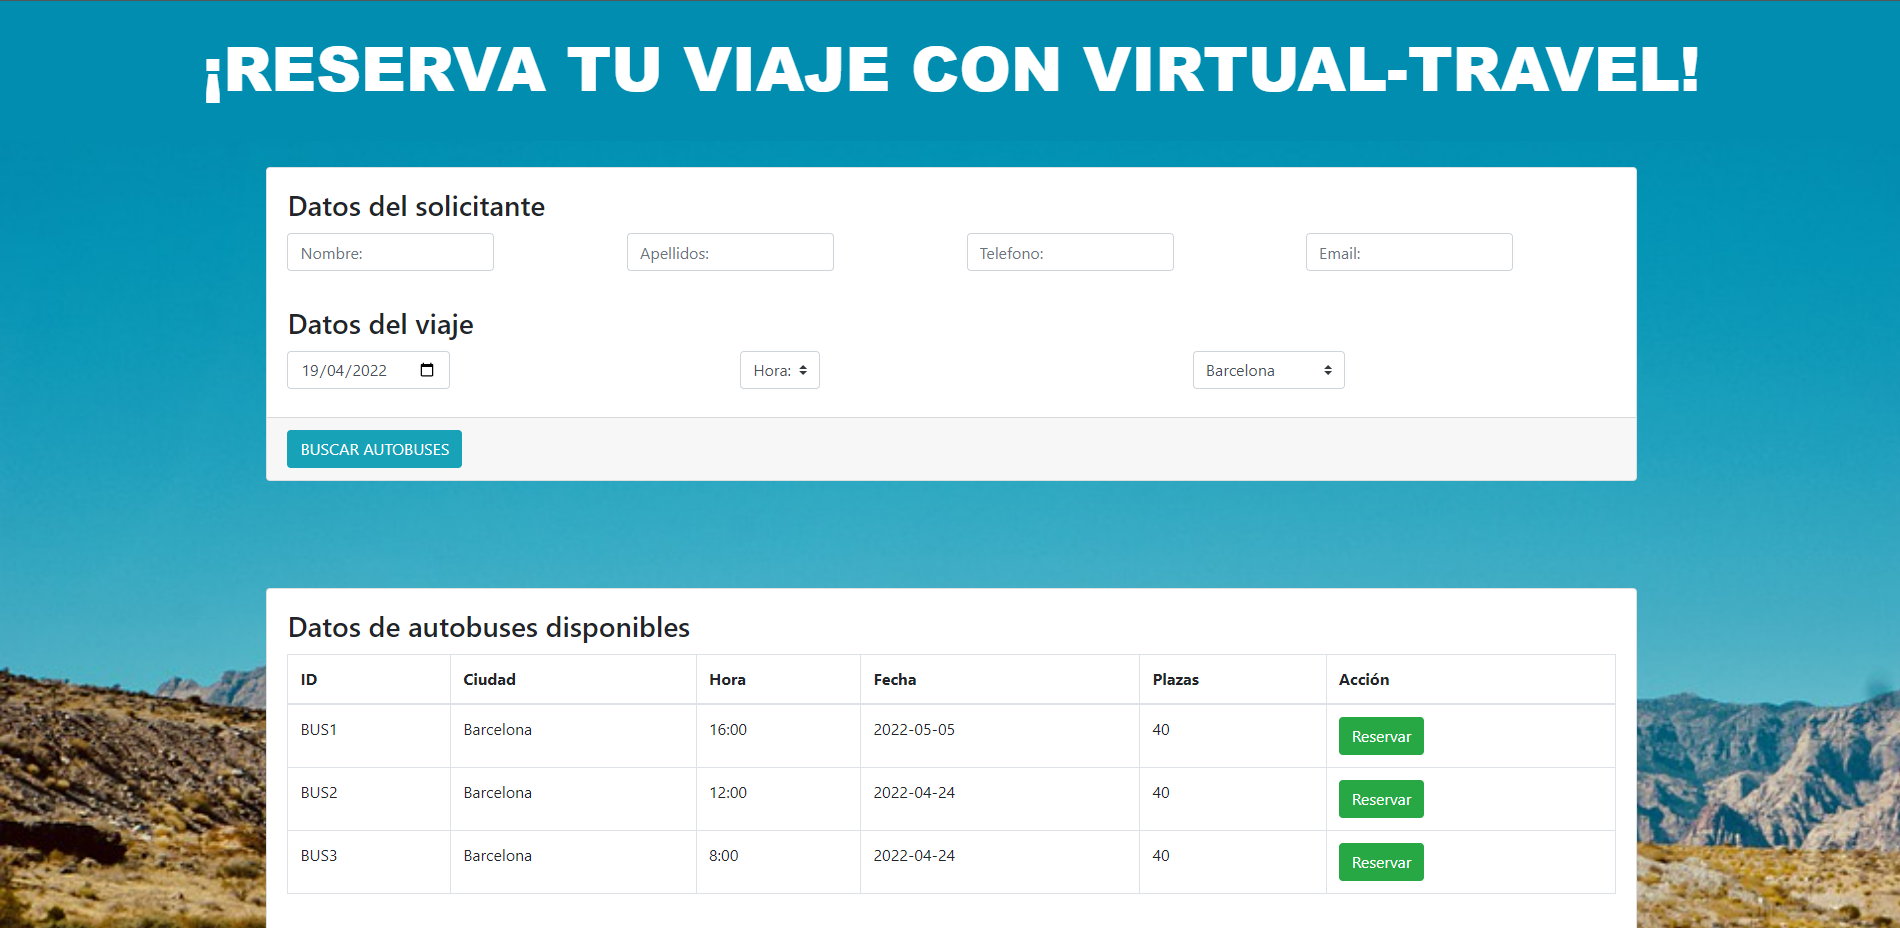 ¡RESERVA TU VIAJE CON VIRTUAL-TRAVEL!
Datos del solicitante
Nombre: Apellidos: Telefono: Email:
Datos del viaje
19/04/2022 Hora: Barcelona
BUSCAR AUTOBUSES
Datos de autobuses disponibles
ID Ciudad Hora Fecha Plazas Acción
BUS1 Barcelona 16:00 2022-05-05 40 Reservar
BUS2 Barcelona 12:00 2022-04-24 40 Reservar
BUS3 Barcelona 8:00 2022-04-24 40 Reservar